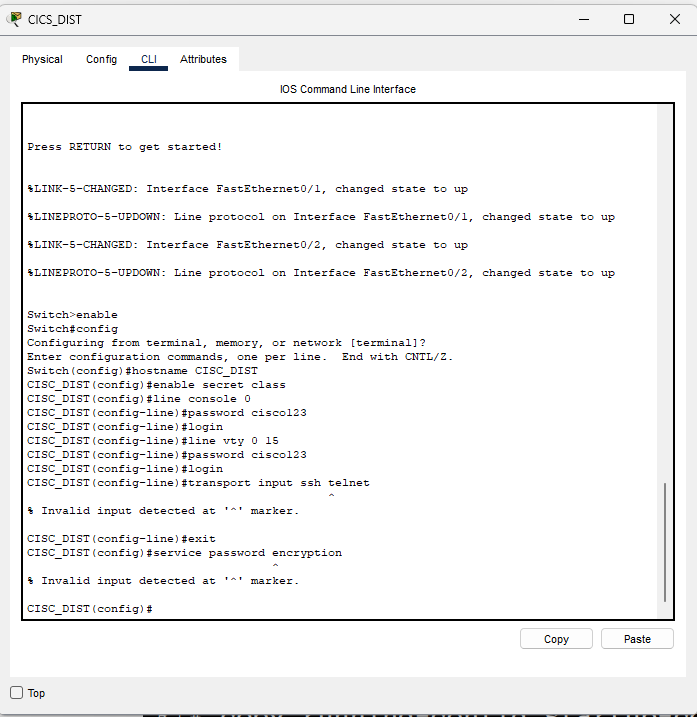 CICS_DIST
Physical Config CLI Attributes
IOS Command Line Interface
Press RETURN to get started!
%LINK-5-CHANGED: Interface FastEthernet0/1, changed state to up
%LINEPROTO-5-UPDOWN: Line protocol on Interface FastEthernet0/1, changed state to up
%LINK-5-CHANGED: Interface FastEthernet0/2, changed state to up
%LINEPROTO-5-UPDOWN: Line protocol on Interface FastEthernet0/2, changed state to up
Switch>enable
Switch#config
Configuring from terminal, memory, or network [terminal]?
Enter configuration commands, one per line.  End with CNTL/Z.
Switch(config)#hostname CISC_DIST
CISC_DIST(config)#enable secret class
CISC_DIST(config)#line console 0
CISC_DIST(config-line)#password cisco123
CISC_DIST(config-line)#login
CISC_DIST(config-line)#line vty 0 15
CISC_DIST(config-line)#password cisco123
CISC_DIST(config-line)#login
CISC_DIST(config-line)#transport input ssh telnet
^
% Invalid input detected at '^' marker.
CISC_DIST(config-line)#exit
CISC_DIST(config)#service password encryption
^
% Invalid input detected at '^' marker.
CISC_DIST(config)#
Copy Paste
Top